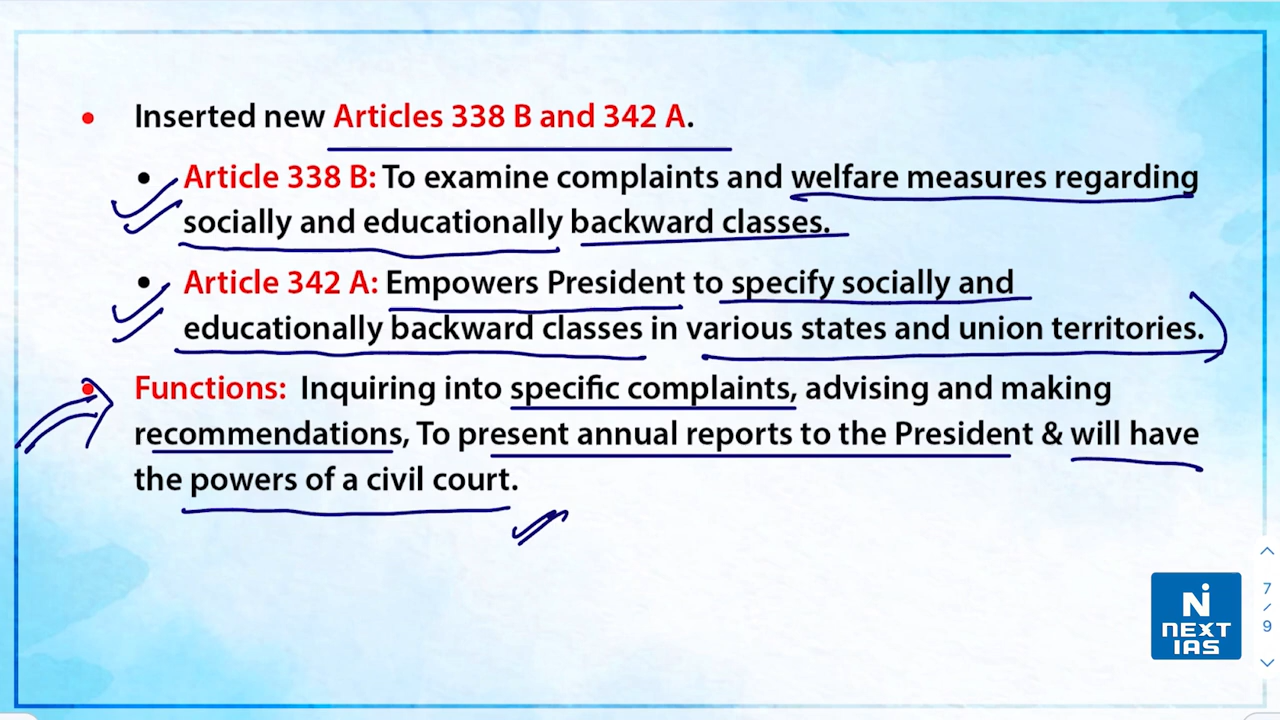 • Inserted new Articles 338 B and 342 A.
• Article 338 B: To examine complaints and welfare measures regarding
socially and educationally backward classes.
• Article 342 A: Empowers President to specify socially and
educationally backward classes in various states and union territories.
• Functions: Inquiring into specific complaints, advising and making
recommendations, To present annual reports to the President & will have
the powers of a civil court.
NEXT
IAS
7
/
9